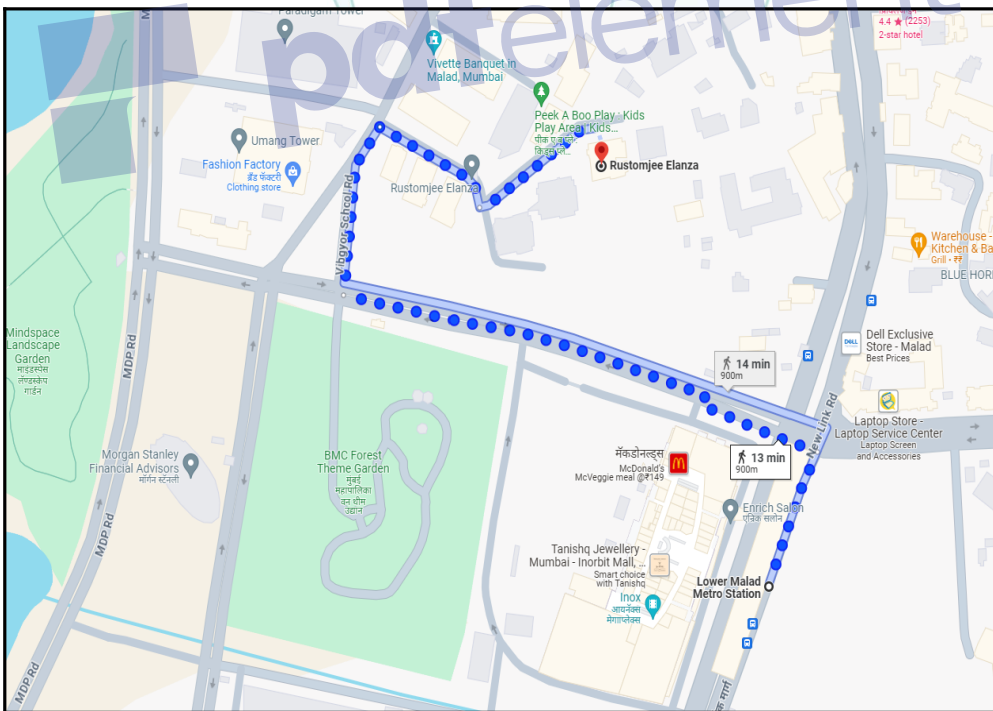 pdfelement
Paradigam Tower
4.4 ★ (2253)
2-star hotel
Vivette Banquet in
Malad, Mumbai
Peek A Boo Play : Kids
Play Area "Kids...
Umang Tower
Fashion Factory
Clothing store
Rustomjee Elanza
Rustomjee Elanza
Vibgyor School Rd
Warehouse -
Kitchen & Ba
Grill • ₹₹
BLUE HORI
Mindspace
Landscape
Garden
माइंडस्पेस
लॅण्डस्केप
गार्डन
MDP Rd
DELL
Dell Exclusive
Store - Malad
Best Prices
14 min
900m
New Link Rd
Laptop Store -
Laptop Service Center
Laptop Screen
and Accessories
13 min
900m
Morgan Stanley
Financial Advisors
मॉर्गन स्टॅनली
BMC Forest
Theme Garden
मुंबई
महापालिका
वन थीम
उद्यान
मॅकडोनल्ड्स
McDonald's
McVeggie meal @₹149
Enrich Salon
एनरिक सलोन
MDP Rd
Tanishq Jewellery -
Mumbai - Inorbit Mall, ...
Smart choice
with Tanishq
Lower Malad
Metro Station
Inox
आयनॉक्स
मेगाप्लेक्स
MDP Rd
क मार्ग